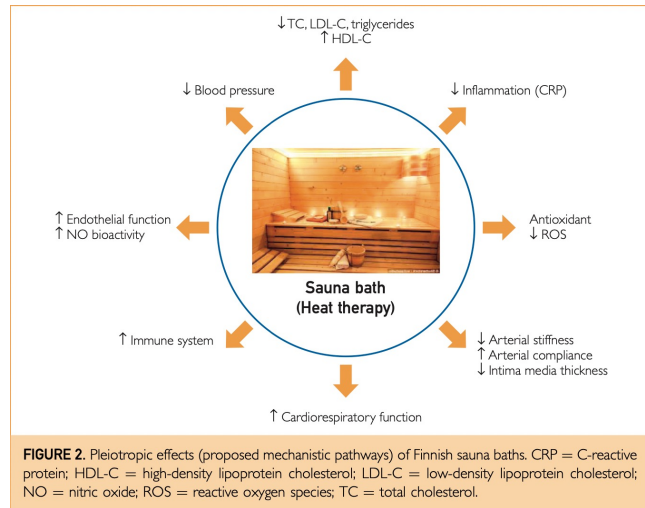 ↓ TC, LDL-C, triglycerides
↑ HDL-C
↓ Blood pressure
↓ Inflammation (CRP)
↑ Endothelial function
↑ NO bioactivity
Antioxidant
↓ ROS
Sauna bath
(Heat therapy)
↑ Immune system
↓ Arterial stiffness
↑ Arterial compliance
↓ Intima media thickness
↑ Cardiorespiratory function
FIGURE 2. Pleiotropic effects (proposed mechanistic pathways) of Finnish sauna baths. CRP = C-reactive
protein; HDL-C = high-density lipoprotein cholesterol; LDL-C = low-density lipoprotein cholesterol;
NO = nitric oxide; ROS = reactive oxygen species; TC = total cholesterol.